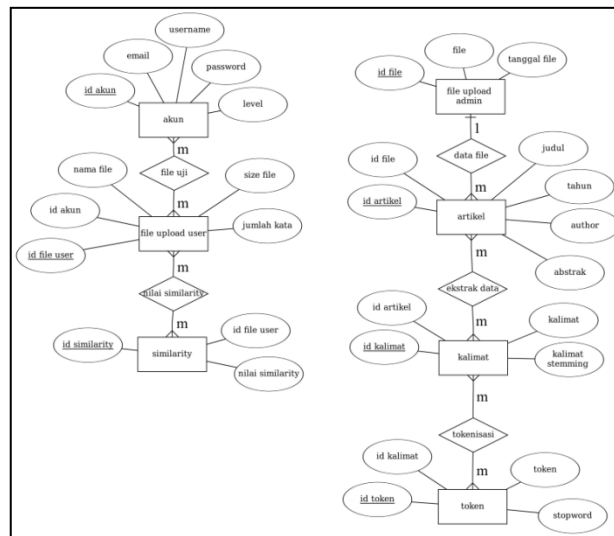 username
email
password
id akun
level
akun
m
file uji
nama file
size file
m
id akun
file upload user
jumlah kata
id file user
m
nilai similarity
m
id file user
id similarity
similarity
nilai similarity
file
tanggal file
id file
file upload
admin
l
judul
data file
id file
tahun
m
id artikel
artikel
author
m
abstrak
ekstrak data
id artikel
kalimat
m
id kalimat
kalimat
kalimat
stemming
m
tokenisasi
id kalimat
token
m
id token
token
stopword